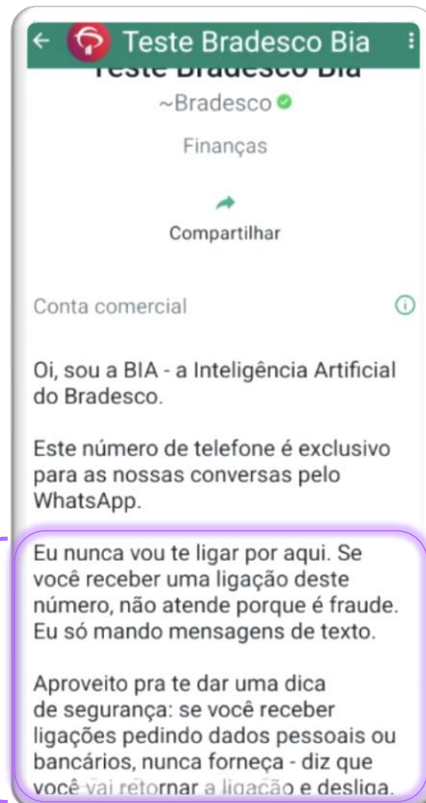 Teste Bradesco Bia
Teste Bradesco Bia
~Bradesco
Finanças
Compartilhar
Conta comercial
Oi, sou a BIA - a Inteligência Artificial
do Bradesco.
Este número de telefone é exclusivo
para as nossas conversas pelo
WhatsApp.
Eu nunca vou te ligar por aqui. Se
você receber uma ligação deste
número, não atende porque é fraude.
Eu só mando mensagens de texto.
Aproveito pra te dar uma dica
de segurança: se você receber
ligações pedindo dados pessoais ou
bancários, nunca forneça - diz que
você vai retornar a ligação e desliga.